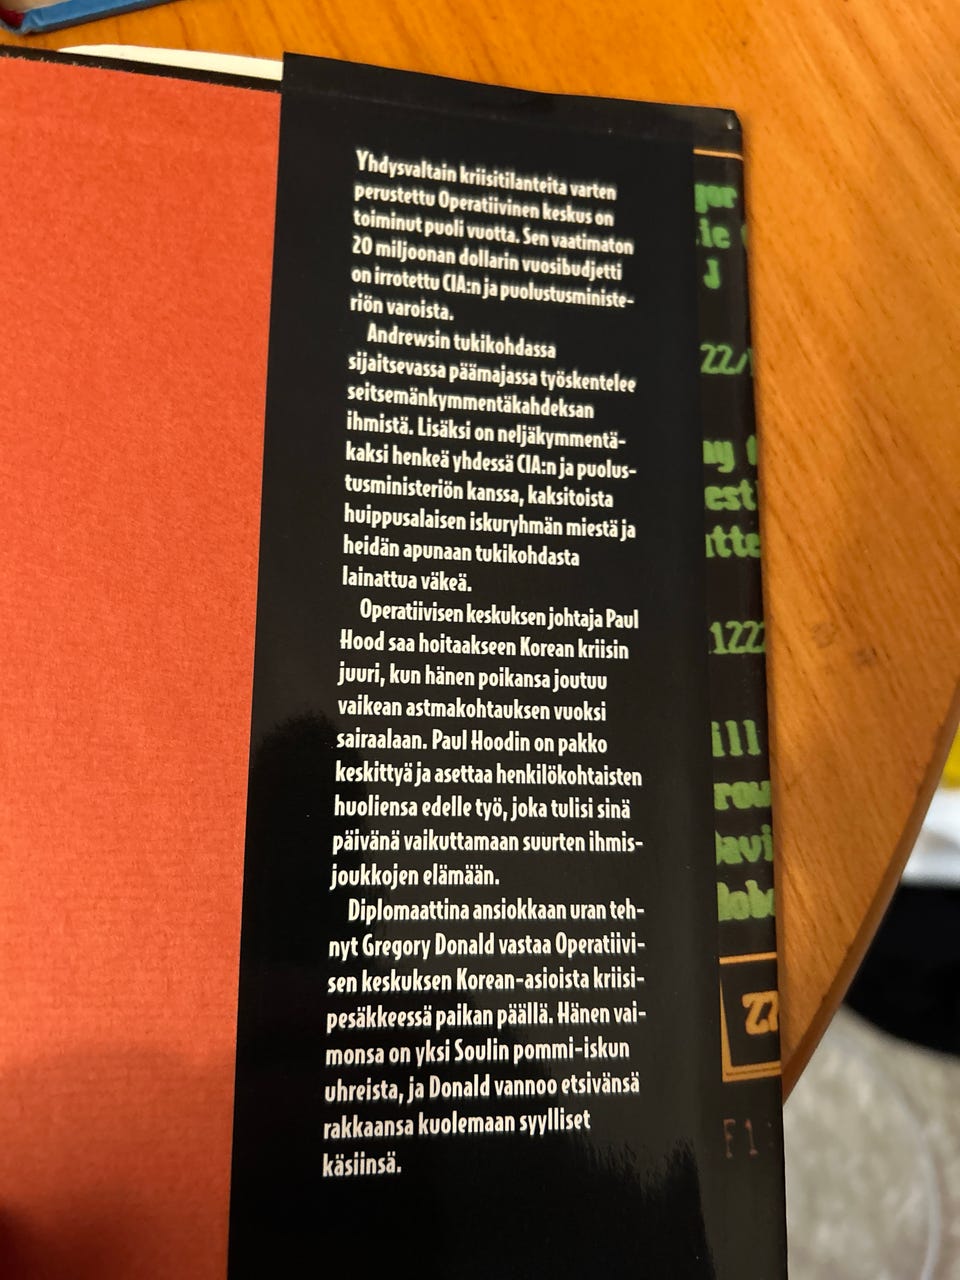 Yhdysvaltain kriisitilanteita varten
perustettu Operatiivinen keskus on
toiminut puoli vuotta. Sen vaatimaton
20 miljoonan dollarin vuosibudjetti
on irrotettu CIA:n ja puolustusministe-
riön varoista.
Andrewsin tukikohdassa
sijaitsevassa päämajassa työskentelee
seitsemänkymmentäkahdeksan
ihmistä. Lisäksi on neljäkymmentä-
kaksi henkeä yhdessä CIA:n ja puolus-
tusministeriön kanssa, kaksitoista
huippusalaisen iskuryhmän miestä ja
heidän apunaan tukikohdasta
lainattua väkeä.
Operatiivisen keskuksen johtaja Paul
Hood saa hoitaakseen Korean kriisin
juuri, kun hänen poikansa joutuu
vaikean astmakohtauksen vuoksi
sairaalaan. Paul Hoodin on pakko
keskittyä ja asettaa henkilökohtaisten
huoliensa edelle työ, joka tulisi sinä
päivänä vaikuttamaan suurten ihmis-
joukkojen elämään.
Diplomaattina ansiokkaan uran teh-
nyt Gregory Donald vastaa Operatiivi-
sen keskuksen Korean-asioista kriisi-
pesäkkeessä paikan päällä. Hänen vai-
monsa on yksi Soulin pommi-iskun
uhreista, ja Donald vannoo etsivänsä
rakkaansa kuolemaan syylliset
käsiinsä.
22/
1222
ill
F1